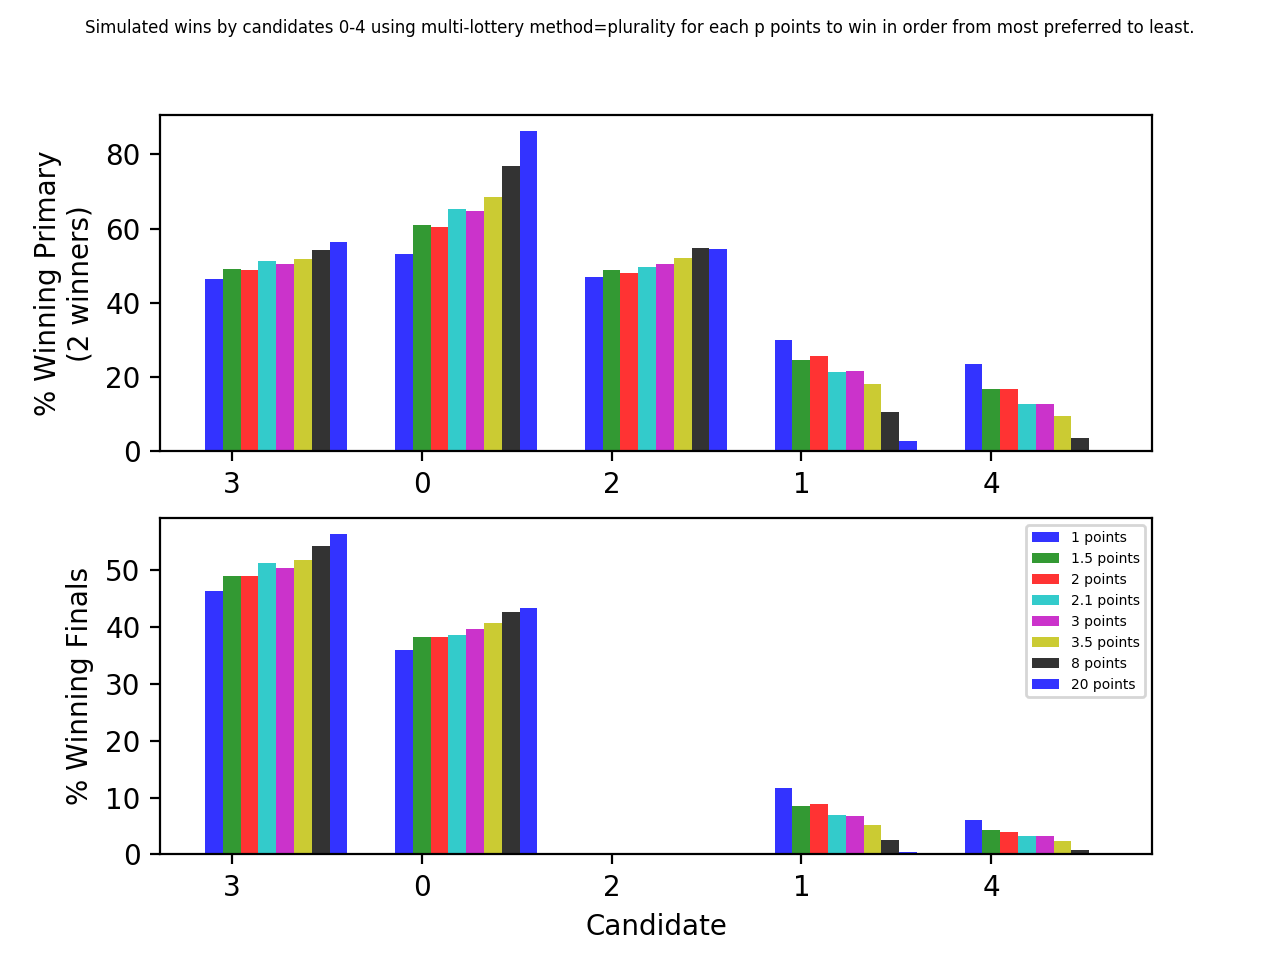 Simulated wins by candidates 0-4 using multi-lottery method=plurality for each p points to win in order from most preferred to least.
% Winning Primary
(2 winners)
80
60
40
20
0
3 0 2 1 4
% Winning Finals
50
40
30
20
10
0
1 points
1.5 points
2 points
2.1 points
3 points
3.5 points
8 points
20 points
3 0 2 1 4
Candidate